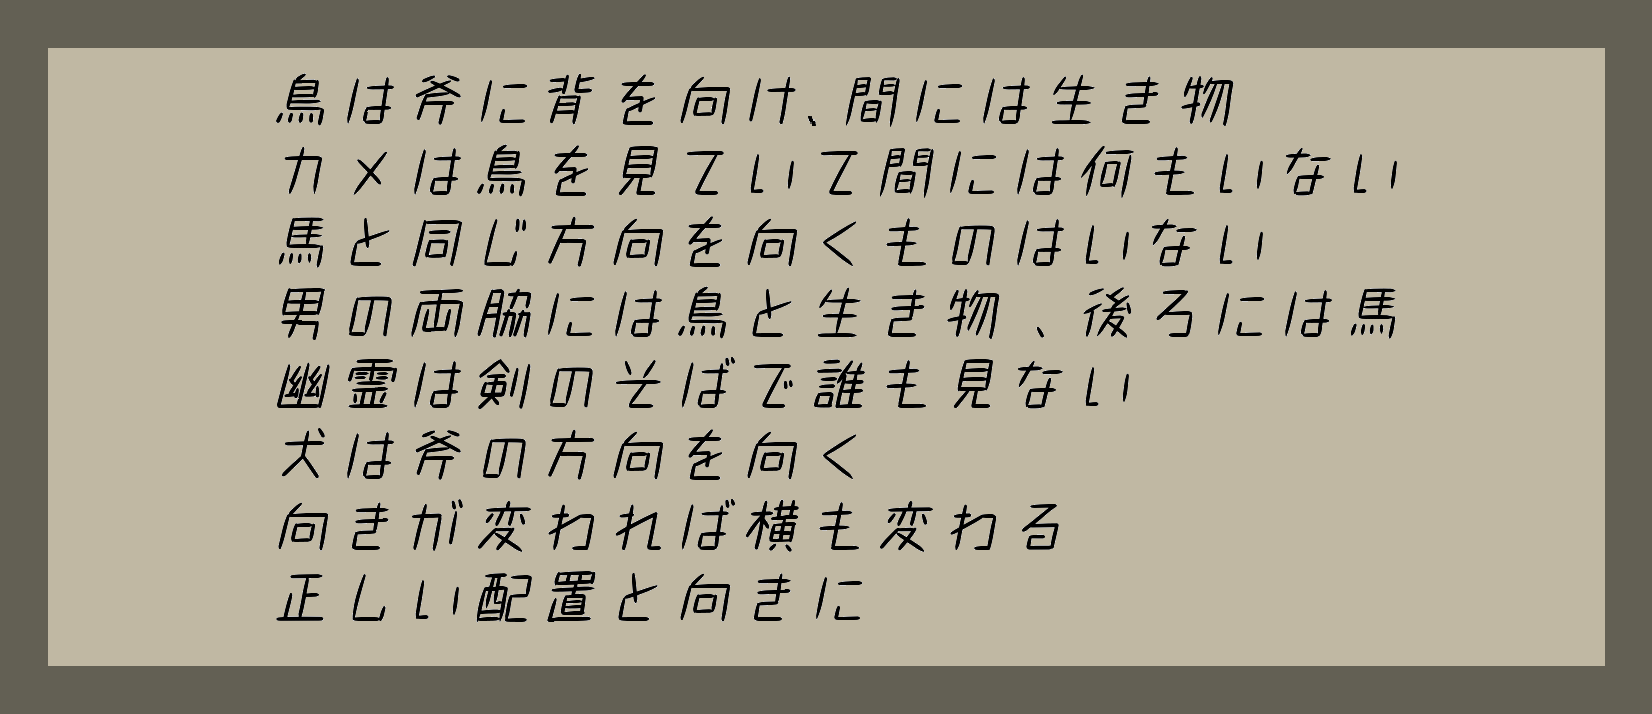 鳥は斧に背を向け、間には生き物
カメは鳥を見ていて間には何もいない
馬と同じ方向を向くものはいない
男の両脇には鳥と生き物、後ろには馬
幽霊は剣のそばで誰も見ない
犬は斧の方向を向く
向きが変われば横も変わる
正しい配置と向きに